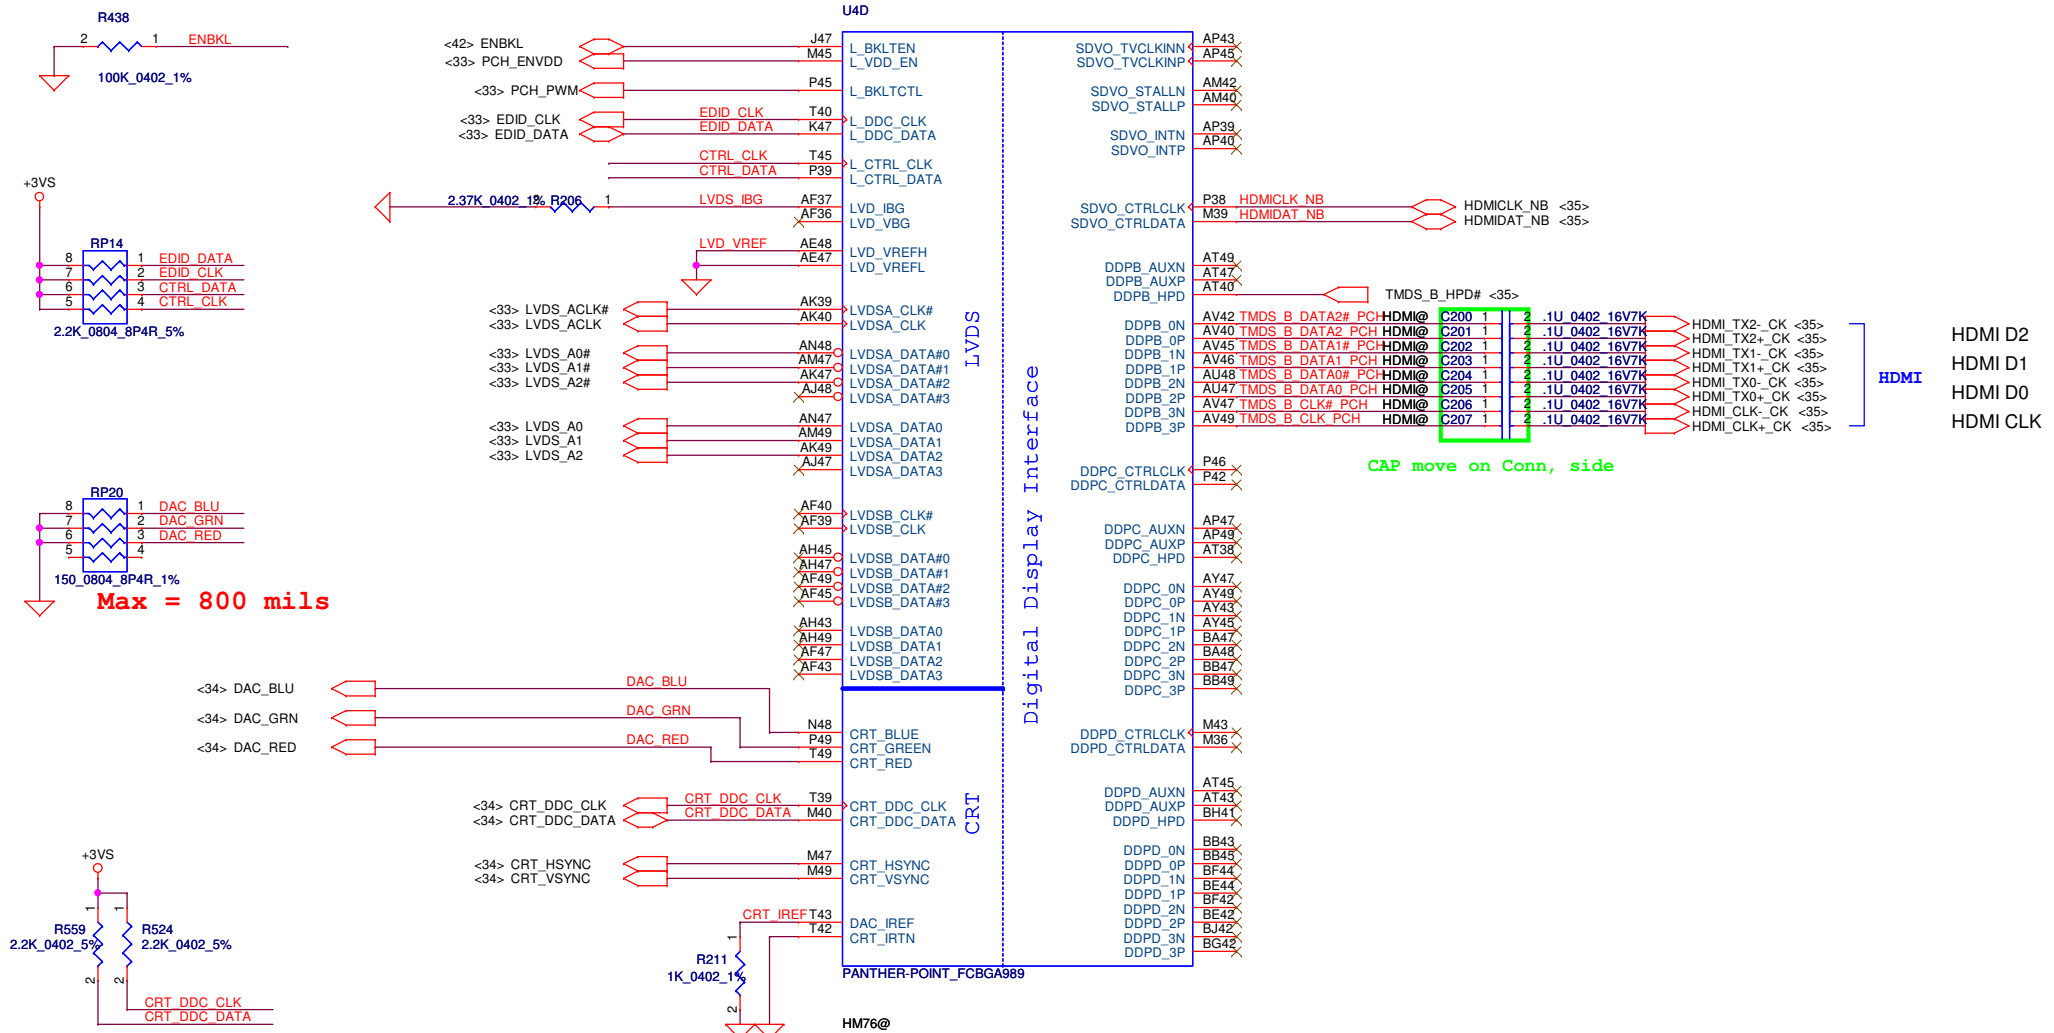 R438
2 1 ENBKL
100K_0402_1%
+3VS
RP14
8 1 EDID_DATA
7 2 EDID_CLK
6 3 CTRL_DATA
5 4 CTRL_CLK
2.2K_0804_8P4R_5%
RP20
8 1 DAC_BLU
7 2 DAC_GRN
6 3 DAC_RED
5 4
150_0804_8P4R_1%
Max = 800 mils
+3VS
1 1
R559 R524
2.2K_0402_5% 2.2K_0402_5%
2 2
CRT_DDC_CLK
CRT_DDC_DATA
U4D
<42> ENBKL J47 L_BKLTEN
<33> PCH_ENVDD M45 L_VDD_EN
<33> PCH_PWM P45 L_BKLTCTL
<33> EDID_CLK EDID_CLK T40 L_DDC_CLK
<33> EDID_DATA EDID_DATA K47 L_DDC_DATA
CTRL_CLK T45 L_CTRL_CLK
CTRL_DATA P39 L_CTRL_DATA
2.37K_0402_1% 2 R206 1 LVDS_IBG AF37 LVD_IBG
AF36 LVD_VBG
LVD_VREF AE48 LVD_VREFH
AE47 LVD_VREFL
<33> LVDS_ACLK# AK39 LVDSA_CLK#
<33> LVDS_ACLK AK40 LVDSA_CLK
<33> LVDS_A0# AN48 LVDSA_DATA#0
<33> LVDS_A1# AM47 LVDSA_DATA#1
<33> LVDS_A2# AK47 LVDSA_DATA#2
AJ48 LVDSA_DATA#3
<33> LVDS_A0 AN47 LVDSA_DATA0
<33> LVDS_A1 AM49 LVDSA_DATA1
<33> LVDS_A2 AK49 LVDSA_DATA2
AJ47 LVDSA_DATA3
AF40 LVDSB_CLK#
AF39 LVDSB_CLK
AH45 LVDSB_DATA#0
AH47 LVDSB_DATA#1
AF49 LVDSB_DATA#2
AF45 LVDSB_DATA#3
AH43 LVDSB_DATA0
AH49 LVDSB_DATA1
AF47 LVDSB_DATA2
AF43 LVDSB_DATA3
<34> DAC_BLU DAC_BLU N48 CRT_BLUE
<34> DAC_GRN DAC_GRN P49 CRT_GREEN
<34> DAC_RED DAC_RED T49 CRT_RED
<34> CRT_DDC_CLK CRT_DDC_CLK T39 CRT_DDC_CLK
<34> CRT_DDC_DATA CRT_DDC_DATA M40 CRT_DDC_DATA
<34> CRT_HSYNC M47 CRT_HSYNC
<34> CRT_VSYNC M49 CRT_VSYNC
CRT_IREF T43 DAC_IREF
T42 CRT_IRTN
1
R211
1K_0402_1%
2
LVDS
CRT
Digital Display Interface
SDVO_TVCLKINN AP43
SDVO_TVCLKINP AP45
SDVO_STALLN AM42
SDVO_STALLP AM40
SDVO_INTN AP39
SDVO_INTP AP40
SDVO_CTRLCLK P38 HDMICLK_NB HDMICLK_NB <35>
SDVO_CTRLDATA M39 HDMIDAT_NB HDMIDAT_NB <35>
DDPB_AUXN AT49
DDPB_AUXP AT47
DDPB_HPD AT40 TMDS_B_HPD# <35>
DDPB_0N AV42 TMDS_B_DATA2#_PCH HDMI@ C200 1 2 .1U_0402_16V7K HDMI_TX2-_CK <35>
DDPB_0P AV40 TMDS_B_DATA2_PCH HDMI@ C201 1 2 .1U_0402_16V7K HDMI_TX2+_CK <35>
DDPB_1N AV45 TMDS_B_DATA1#_PCH HDMI@ C202 1 2 .1U_0402_16V7K HDMI_TX1-_CK <35>
DDPB_1P AV46 TMDS_B_DATA1_PCH HDMI@ C203 1 2 .1U_0402_16V7K HDMI_TX1+_CK <35>
DDPB_2N AU48 TMDS_B_DATA0#_PCH HDMI@ C204 1 2 .1U_0402_16V7K HDMI_TX0-_CK <35>
DDPB_2P AU47 TMDS_B_DATA0_PCH HDMI@ C205 1 2 .1U_0402_16V7K HDMI_TX0+_CK <35>
DDPB_3N AV47 TMDS_B_CLK#_PCH HDMI@ C206 1 2 .1U_0402_16V7K HDMI_CLK-_CK <35>
DDPB_3P AV49 TMDS_B_CLK_PCH HDMI@ C207 1 2 .1U_0402_16V7K HDMI_CLK+_CK <35>
HDMI
HDMI D2
HDMI D1
HDMI D0
HDMI CLK
CAP move on Conn, side
DDPC_CTRLCLK P46
DDPC_CTRLDATA P42
DDPC_AUXN AP47
DDPC_AUXP AP49
DDPC_HPD AT38
DDPC_0N AY47
DDPC_0P AY49
DDPC_1N AY43
DDPC_1P AY45
DDPC_2N BA47
DDPC_2P BA48
DDPC_3N BB47
DDPC_3P BB49
DDPD_CTRLCLK M43
DDPD_CTRLDATA M36
DDPD_AUXN AT45
DDPD_AUXP AT43
DDPD_HPD BH41
DDPD_0N BB43
DDPD_0P BB45
DDPD_1N BF44
DDPD_1P BE44
DDPD_2N BF42
DDPD_2P BE42
DDPD_3N BJ42
DDPD_3P BG42
PANTHER-POINT_FCBGA989
HM76@